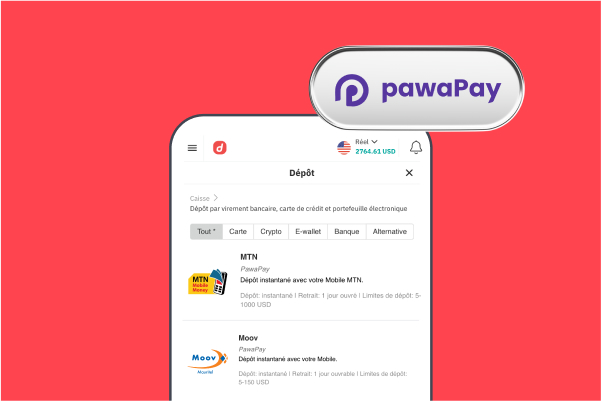 pawaPay
Réel
2764.61 USD
Dépôt
Caisse
Dépôt par virement bancaire, carte de crédit et portefeuille électronique
Tout * Carte Crypto E-wallet Banque Alternative
MTN
PawaPay
Dépôt instantané avec votre Mobile MTN.
MTN
Mobile
Money
Dépôt: instantané | Retrait: 1 jour ouvré | Limites de dépôt: 5-
1000 USD
Moov
PawaPay
Dépôt instantané avec votre Mobile.
Moov
Dépôt: instantané | Retrait: 1 jour ouvrable | Limites de dépôt:
5-150 USD